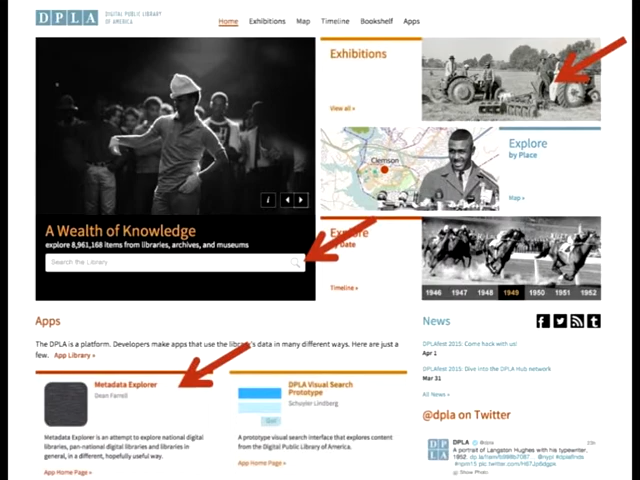 DPLA
DIGITAL PUBLIC LIBRARY
OF AMERICA
Home Exhibitions Map Timeline Bookshelf Apps
Exhibitions
View all »
Clemson
Explore
by Place
Map »
A Wealth of Knowledge
explore 8,961,168 items from libraries, archives, and museums
Search the Library
Explore
by Date
Timeline »
1946 1947 1948 1949 1950 1951 1952
Apps
The DPLA is a platform. Developers make apps that use the library's data in many different ways. Here are just a
few. App Library »
Metadata Explorer
Dean Farrell
Metadata Explorer is an attempt to explore national digital
libraries, pan-national digital libraries and libraries in
general, in a different, hopefully useful way.
App Home Page »
DPLA Visual Search
Prototype
Schuyler Lindberg
A prototype visual search interface that explores content
from the Digital Public Library of America.
App Home Page »
News
DPLAfest 2015: Come hack with us!
Apr 1
DPLAfest 2015: Dive into the DPLA Hub network
Mar 31
All News »
@dpla on Twitter
DPLA @dpla
A portrait of Langston Hughes with his typewriter,
1952.
Show Photo